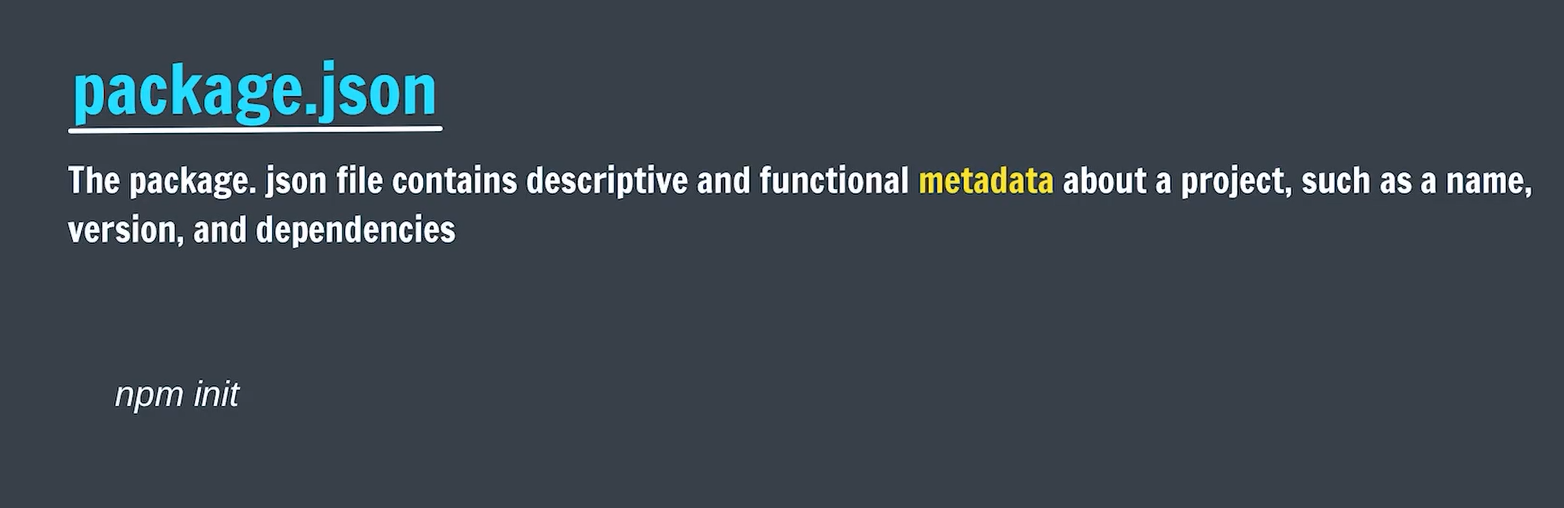 package.json
The package. json file contains descriptive and functional metadata about a project, such as a name,
version, and dependencies
npm init